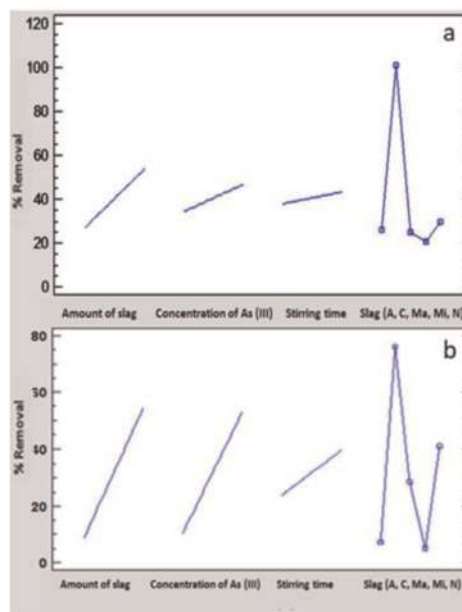 a
120
100
80
60
40
20
0
% Removal
Amount of slag Concentration of As (III) Stirring time Slag (A, C, Ma, Mi, N)
b
80
60
40
20
0
% Removal
Amount of slag Concentration of As (III) Stirring time Slag (A, C, Ma, Mi, N)